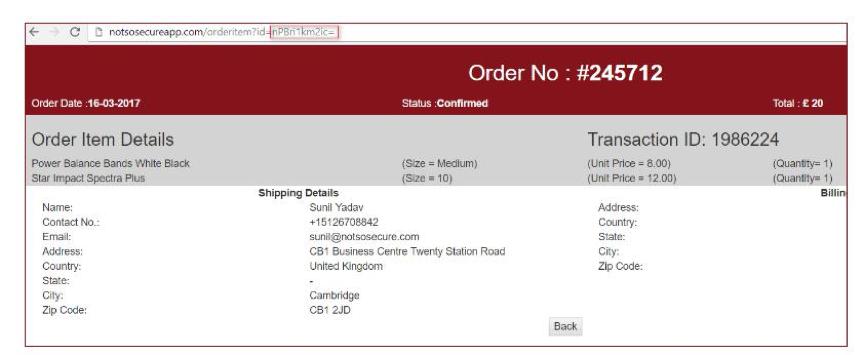 notsosecureapp.com/orderitem?id=nPBri1km2ic=
Order No : #245712
Order Date :16-03-2017 Status :Confirmed Total : £ 20
Order Item Details Transaction ID: 1986224
Power Balance Bands White Black (Size = Medium) (Unit Price = 8.00) (Quantity= 1)
Star Impact Spectra Plus (Size = 10) (Unit Price = 12.00) (Quantity= 1)
Shipping Details Billin
Name: Sunil Yadav Address:
Contact No.: +15126708842 Country:
Email: sunil@notsosecure.com State:
Address: CB1 Business Centre Twenty Station Road City:
Country: United Kingdom Zip Code:
State: -
City: Cambridge
Zip Code: CB1 2JD
Back